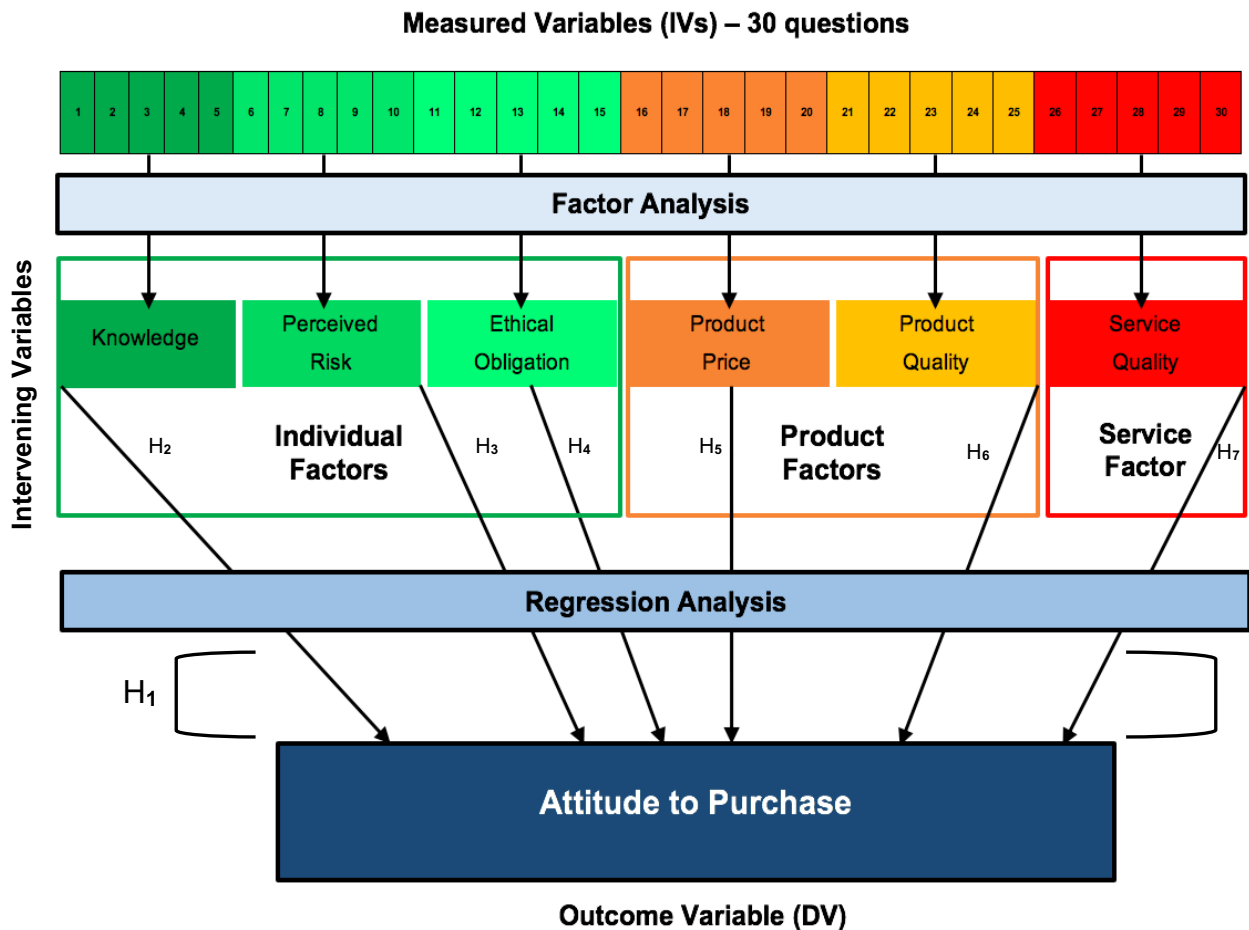 Measured Variables (IVs) – 30 questions
1 2 3 4 5 6 7 8 9 10 11 12 13 14 15 16 17 18 19 20 21 22 23 24 25 26 27 28 29 30
Factor Analysis
Intervening Variables
Knowledge
Perceived
Risk
Ethical
Obligation
Product
Price
Product
Quality
Service
Quality
H₂
Individual
Factors
H₃
H₄
H₅
Product
Factors
H₆
Service
Factor
H₇
Regression Analysis
H₁
Attitude to Purchase
Outcome Variable (DV)